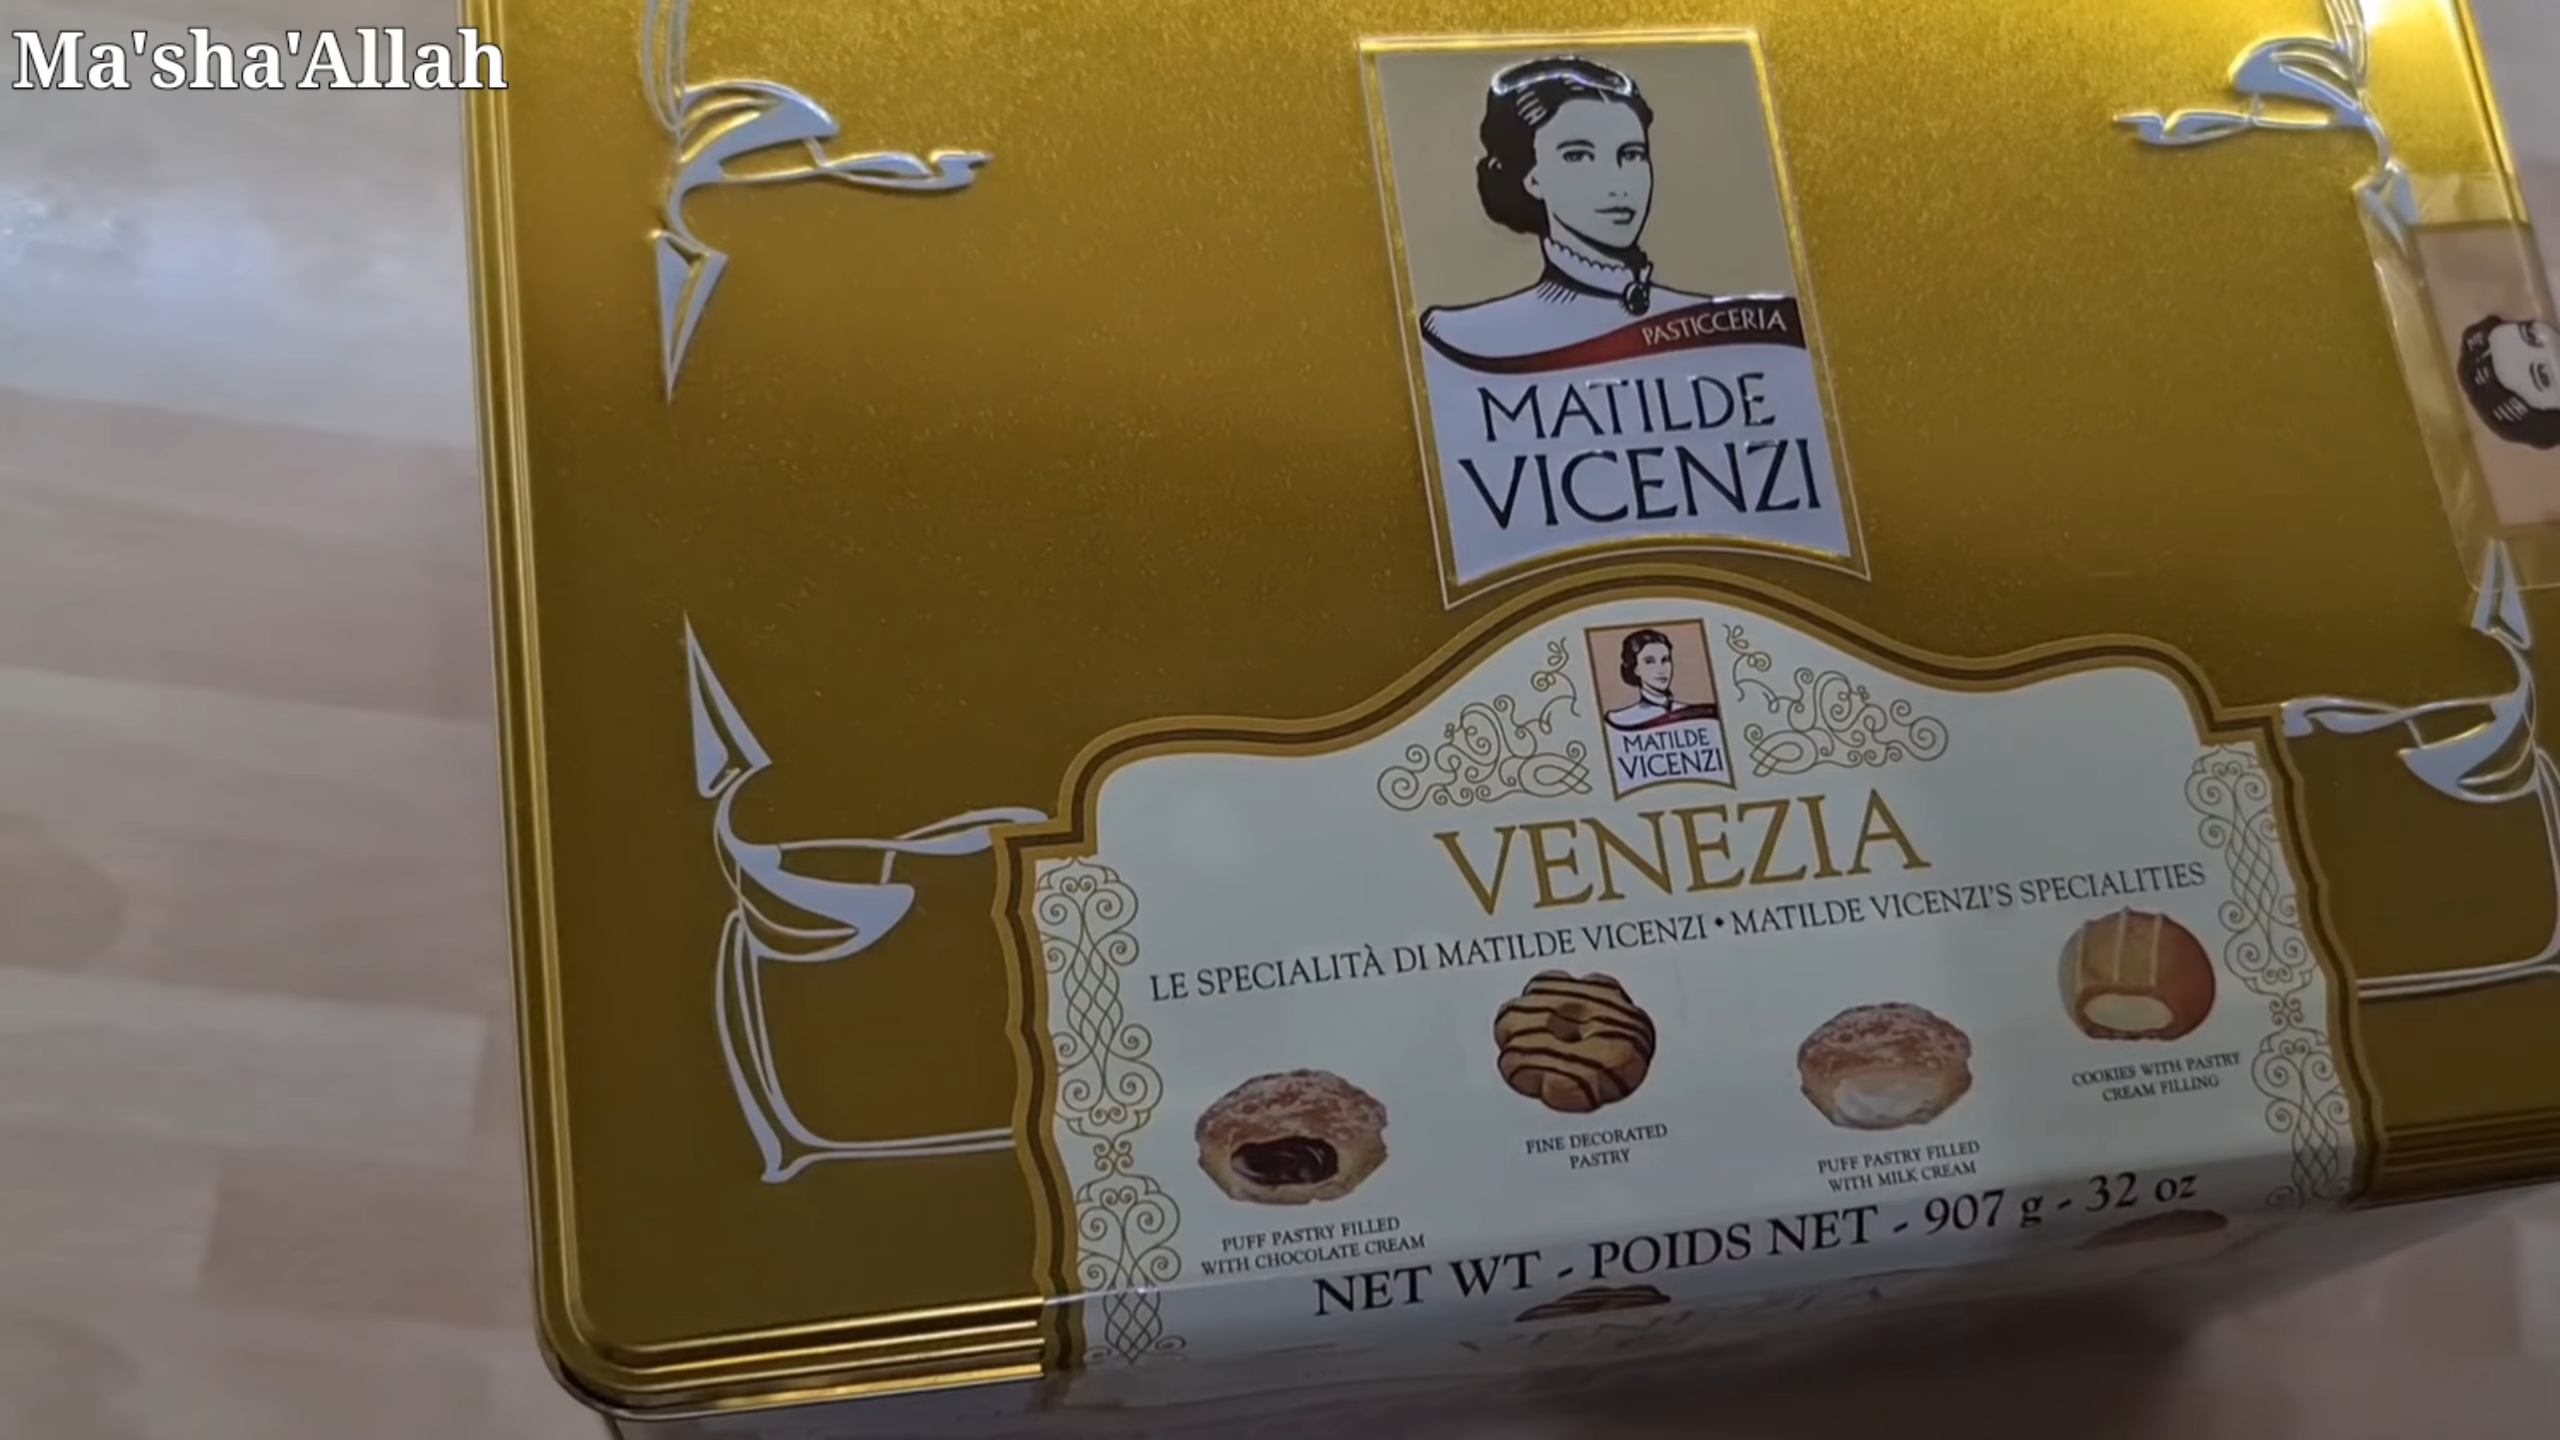 Ma'sha'Allah
PASTICCERIA
MATILDE
VICENZI
MATILDE
VICENZI
VENEZIA
LE SPECIALITÀ DI MATILDE VICENZI • MATILDE VICENZI'S SPECIALITIES
PUFF PASTRY FILLED
WITH CHOCOLATE CREAM
FINE DECORATED
PASTRY
PUFF PASTRY FILLED
WITH MILK CREAM
COOKIES WITH PASTRY
CREAM FILLING
NET WT - POIDS NET - 907 g - 32 oz